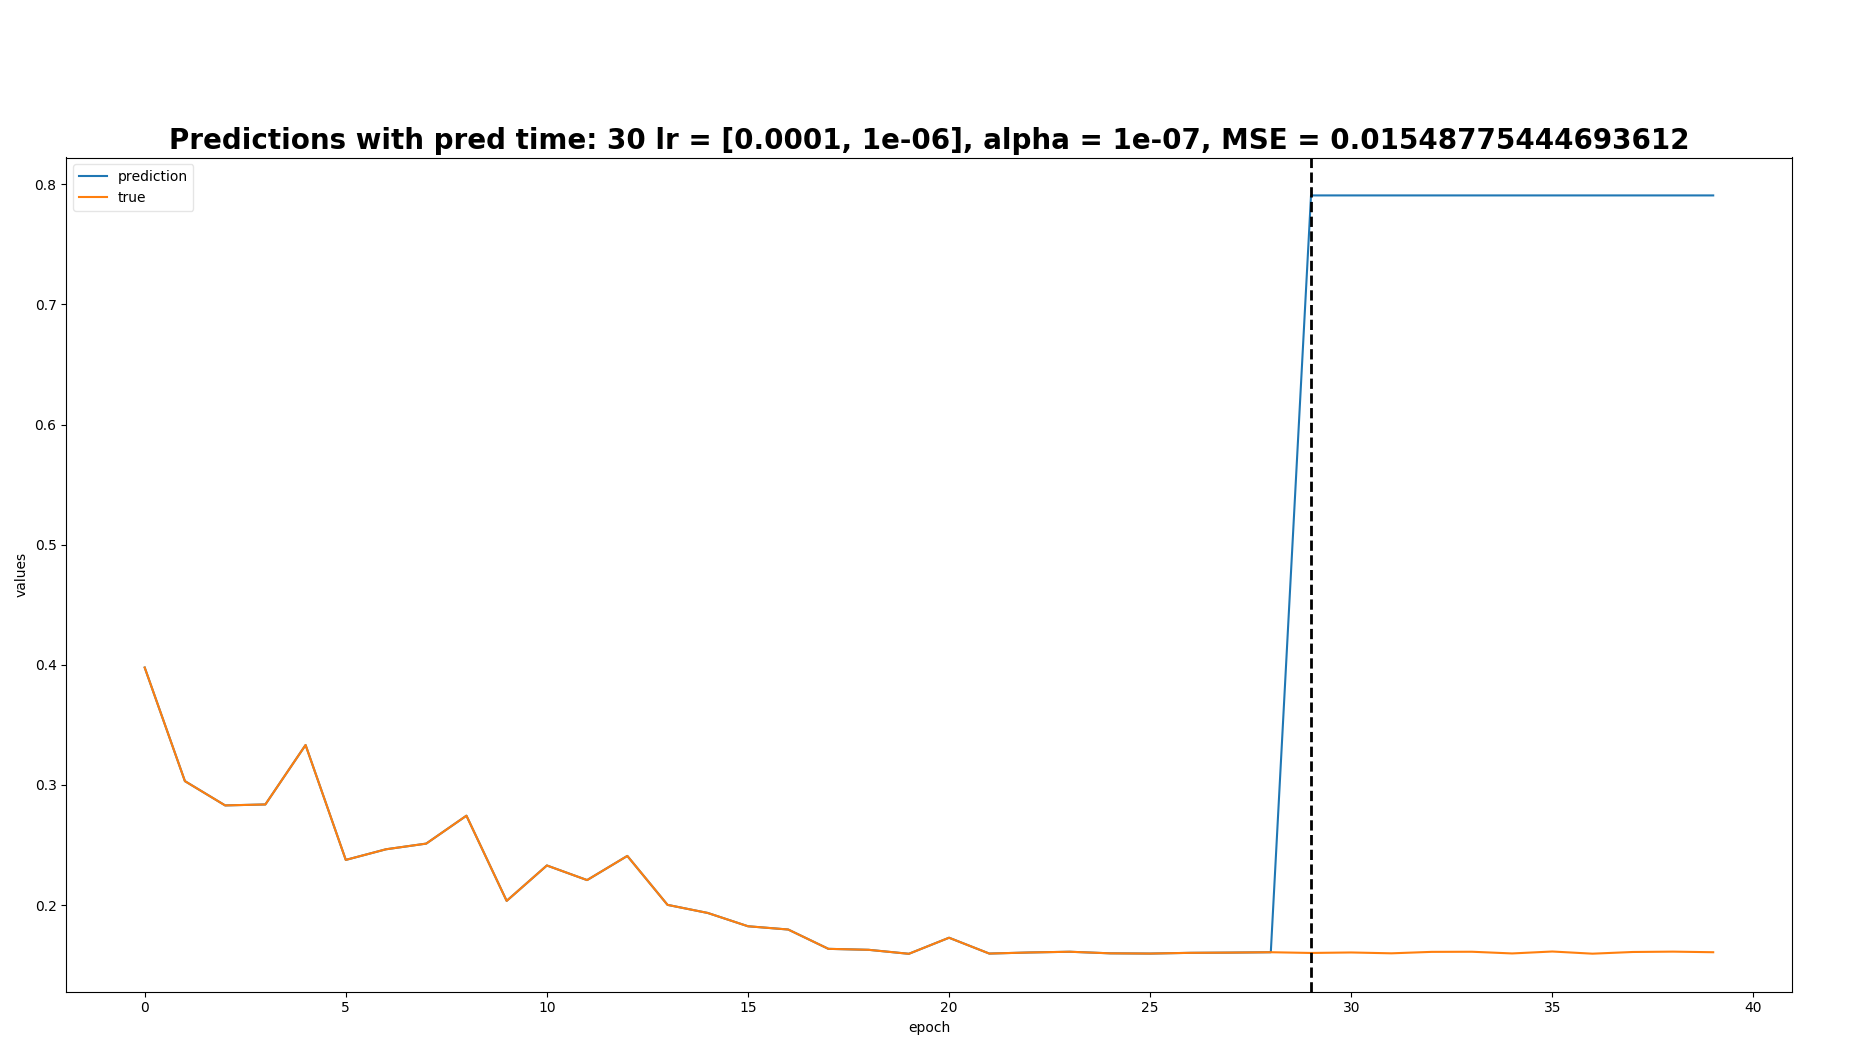 Predictions with pred time: 30 lr = [0.0001, 1e-06], alpha = 1e-07, MSE = 0.01548775444693612
prediction
true
0.8
0.7
0.6
0.5
0.4
0.3
0.2
values
0 5 10 15 20 25 30 35 40
epoch